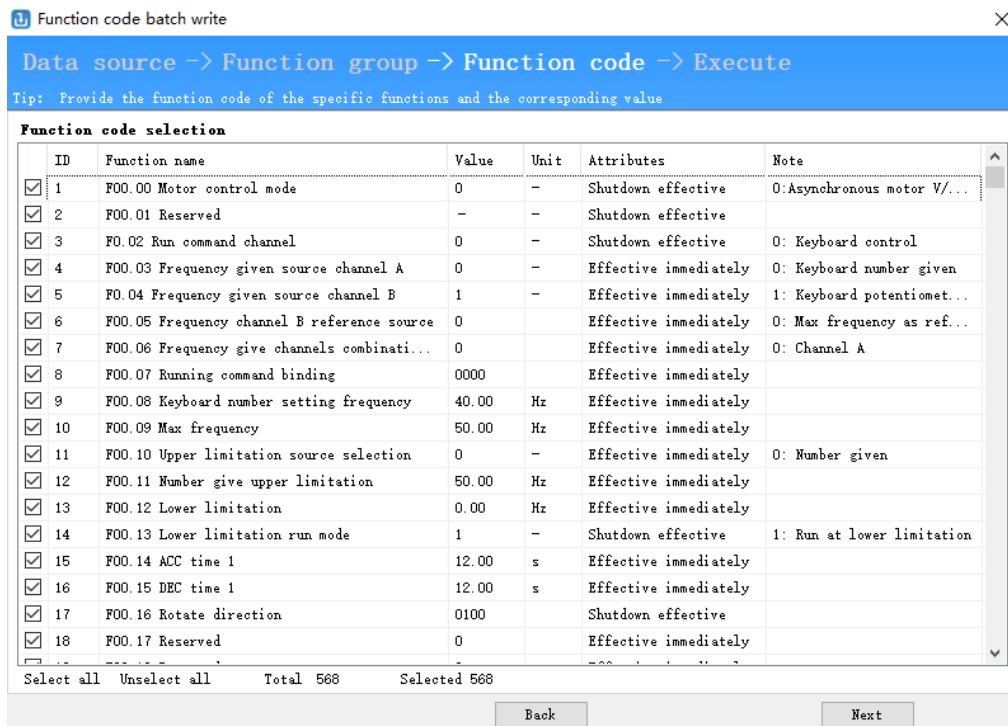 Function code batch write
Data source -> Function group -> Function code -> Execute
Tip: Provide the function code of the specific functions and the corresponding value
Function code selection
ID Function name Value Unit Attributes Note
1 F00.00 Motor control mode 0 - Shutdown effective 0:Asynchronous motor V/...
2 F00.01 Reserved - - Shutdown effective
3 F0.02 Run command channel 0 - Shutdown effective 0: Keyboard control
4 F00.03 Frequency given source channel A 0 - Effective immediately 0: Keyboard number given
5 F0.04 Frequency given source channel B 1 - Effective immediately 1: Keyboard potentiomet...
6 F00.05 Frequency channel B reference source 0 Effective immediately 0: Max frequency as ref...
7 F00.06 Frequency give channels combinati... 0 Effective immediately 0: Channel A
8 F00.07 Running command binding 0000 Effective immediately
9 F00.08 Keyboard number setting frequency 40.00 Hz Effective immediately
10 F00.09 Max frequency 50.00 Hz Effective immediately
11 F00.10 Upper limitation source selection 0 - Effective immediately 0: Number given
12 F00.11 Number give upper limitation 50.00 Hz Effective immediately
13 F00.12 Lower limitation 0.00 Hz Effective immediately
14 F00.13 Lower limitation run mode 1 - Shutdown effective 1: Run at lower limitation
15 F00.14 ACC time 1 12.00 s Effective immediately
16 F00.15 DEC time 1 12.00 s Effective immediately
17 F00.16 Rotate direction 0100 Shutdown effective
18 F00.17 Reserved 0 Effective immediately
Select all Unselect all Total 568 Selected 568
Back Next